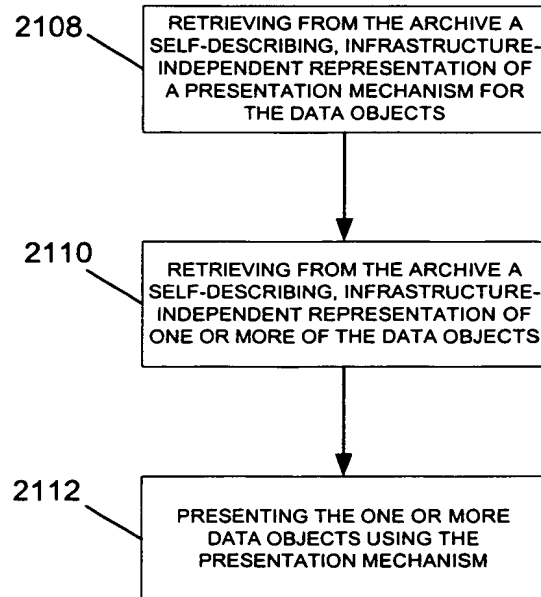 2108
RETRIEVING FROM THE ARCHIVE A
SELF-DESCRIBING, INFRASTRUCTURE-
INDEPENDENT REPRESENTATION OF
A PRESENTATION MECHANISM FOR
THE DATA OBJECTS
2110
RETRIEVING FROM THE ARCHIVE A
SELF-DESCRIBING, INFRASTRUCTURE-
INDEPENDENT REPRESENTATION OF
ONE OR MORE OF THE DATA OBJECTS
2112
PRESENTING THE ONE OR MORE
DATA OBJECTS USING THE
PRESENTATION MECHANISM